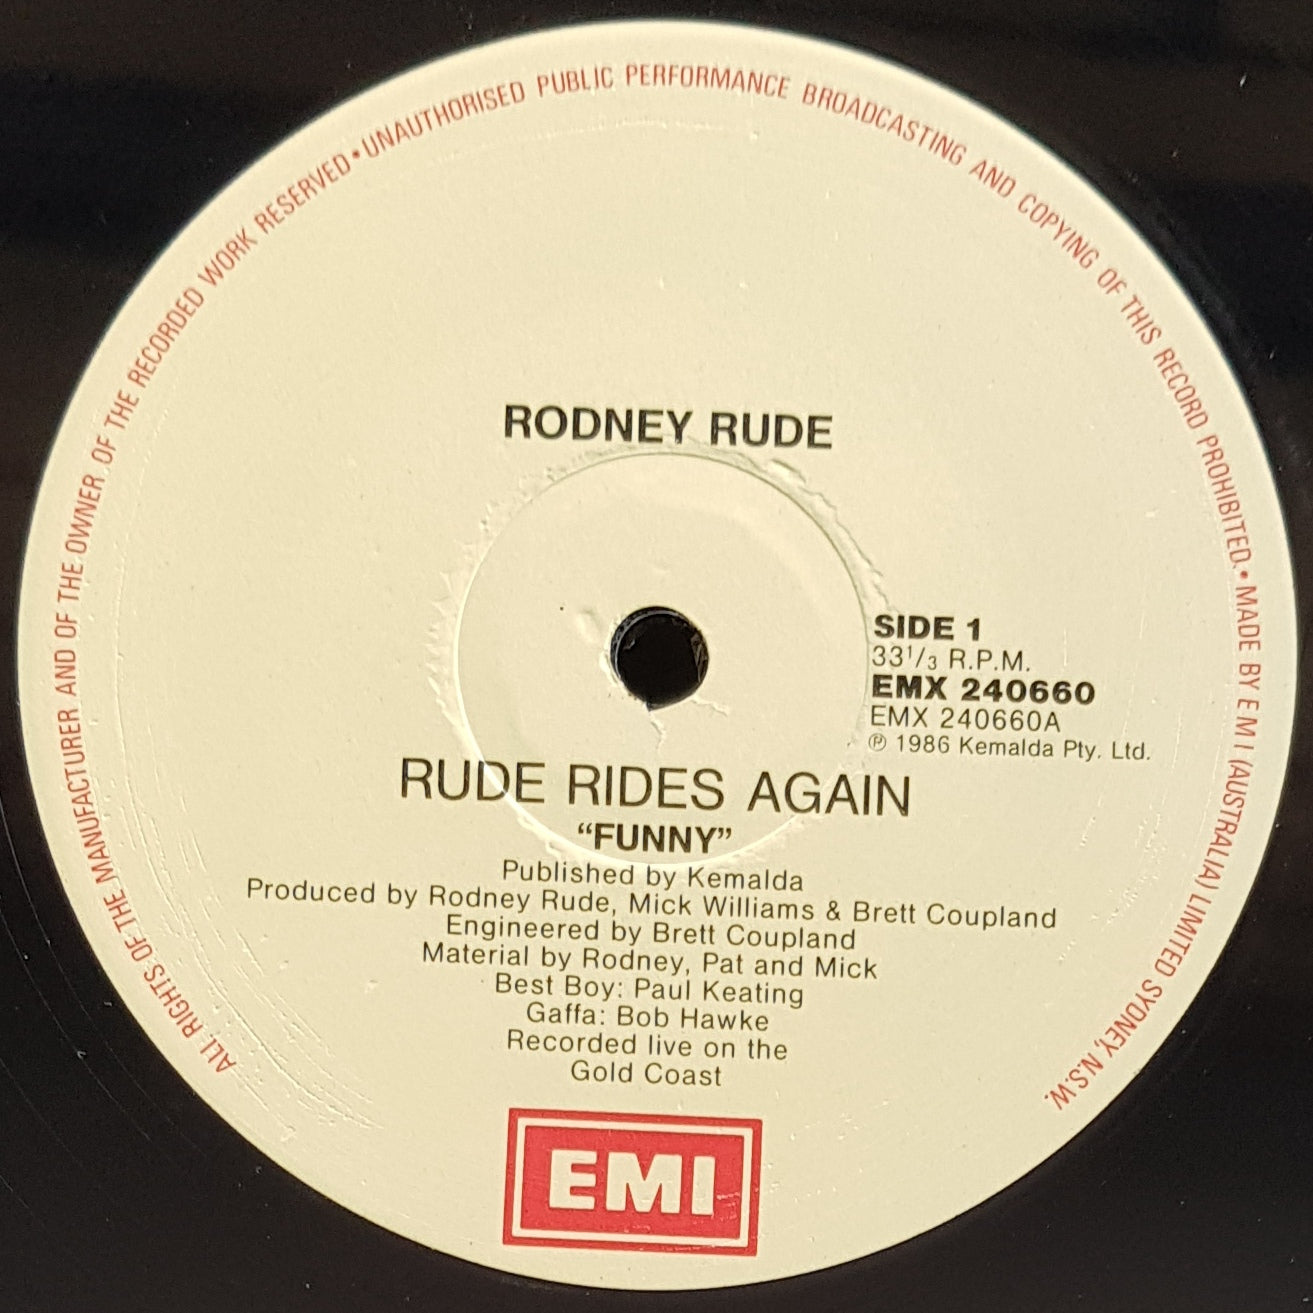 ALL RIGHTS OF THE MANUFACTURER AND OF THE OWNER OF THE RECORDED WORK RESERVED • UNAUTHORISED PUBLIC PERFORMANCE BROADCASTING AND COPYING OF THIS RECORD PROHIBITED. • MADE BY E M I (AUSTRALIA) LIMITED SYDNEY, N.S.W.
RODNEY RUDE
SIDE 1
33⅓ R.P.M.
EMX 240660
EMX 240660A
℗ 1986 Kemalda Pty. Ltd.
RUDE RIDES AGAIN
“FUNNY”
Published by Kemalda
Produced by Rodney Rude, Mick Williams & Brett Coupland
Engineered by Brett Coupland
Material by Rodney, Pat and Mick
Best Boy: Paul Keating
Gaffa: Bob Hawke
Recorded live on the
Gold Coast
EMI